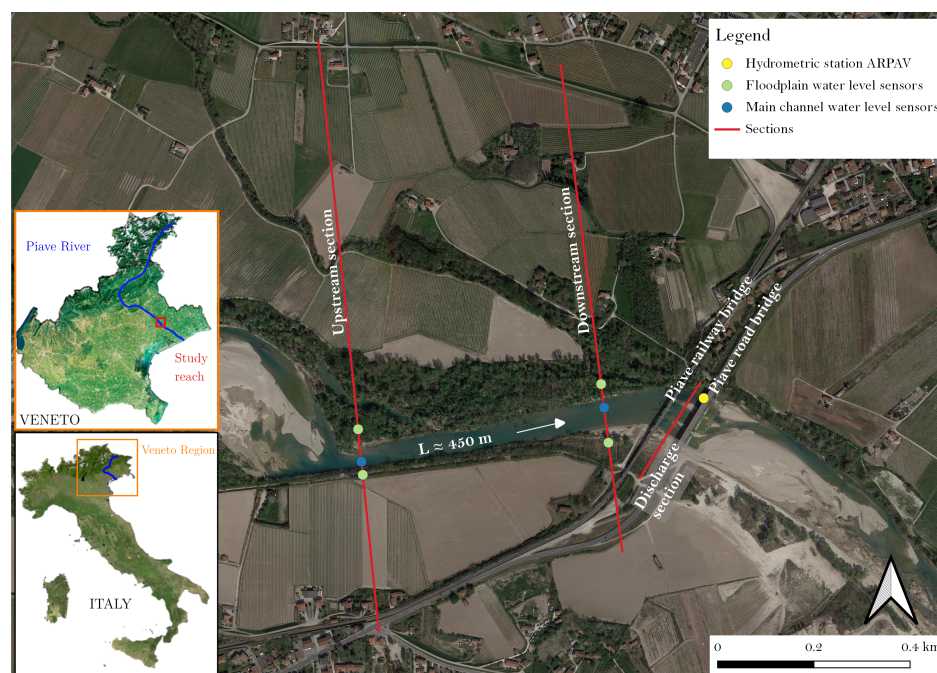 Legend
Hydrometric station ARPAV
Floodplain water level sensors
Main channel water level sensors
Sections
Upstream section
Downstream section
Piave railway bridge
Piave road bridge
Discharge
section
L ≈ 450 m
Piave River
Study
reach
VENETO
Veneto Region
ITALY
0 0.2 0.4 km